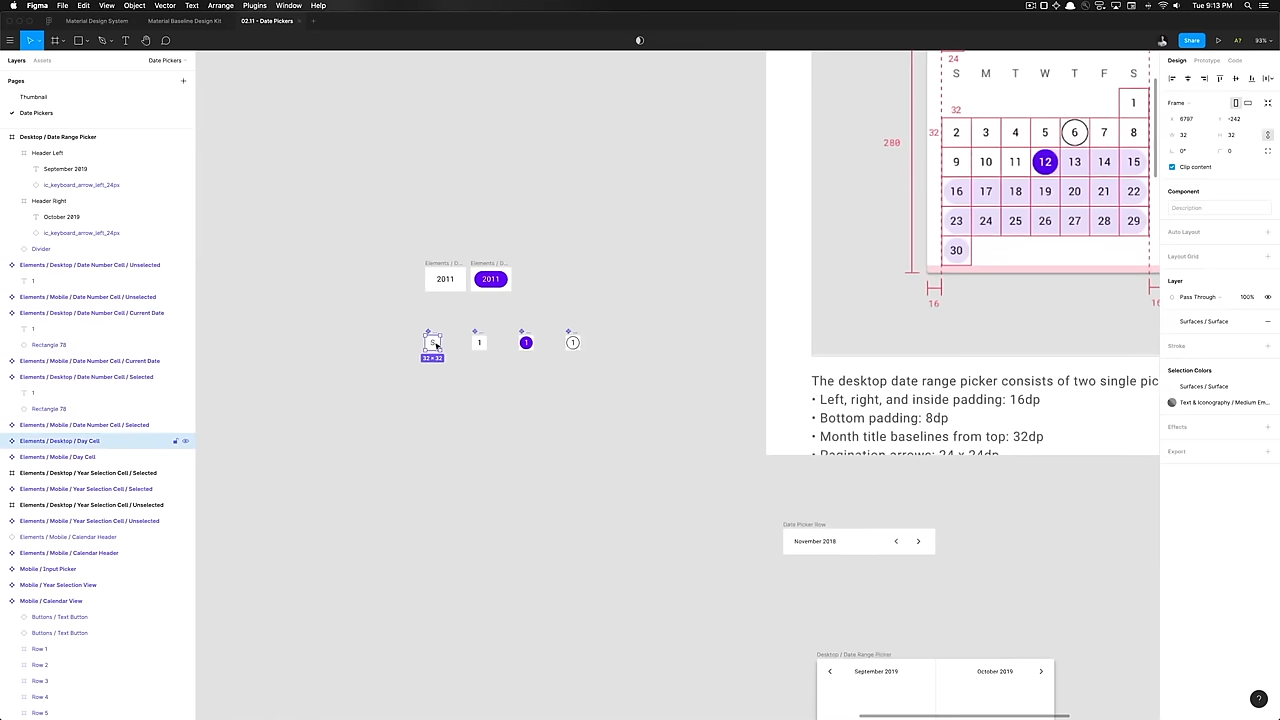 Figma File Edit View Object Vector Text Arrange Plugins Window Help
Tue 9:13 PM
Material Design System
Material Baseline Design Kit
02.11 - Date Pickers
Share
A?
93%
Layers
Assets
Date Pickers
Pages
Thumbnail
Date Pickers
Desktop / Date Range Picker
Header Left
September 2019
ic_keyboard_arrow_left_24px
Header Right
October 2019
ic_keyboard_arrow_left_24px
Divider
Elements / Desktop / Date Number Cell / Unselected
1
Elements / Mobile / Date Number Cell / Unselected
Elements / Desktop / Date Number Cell / Current Date
1
Rectangle 78
Elements / Mobile / Date Number Cell / Current Date
Elements / Desktop / Date Number Cell / Selected
1
Rectangle 78
Elements / Mobile / Date Number Cell / Selected
Elements / Desktop / Day Cell
Elements / Mobile / Day Cell
Elements / Desktop / Year Selection Cell / Selected
Elements / Mobile / Year Selection Cell / Selected
Elements / Desktop / Year Selection Cell / Unselected
Elements / Mobile / Year Selection Cell / Unselected
Elements / Mobile / Calendar Header
Elements / Mobile / Calendar Header
Mobile / Input Picker
Mobile / Year Selection View
Mobile / Calendar View
Buttons / Text Button
Buttons / Text Button
Row 1
Row 2
Row 3
Row 4
Row 5
Elements / D... Elements / D...
2011 2011
S 1 1 1
32 × 32
24
S M T W T F S
32 1
280 32 2 3 4 5 6 7 8
9 10 11 12 13 14 15
16 17 18 19 20 21 22
23 24 25 26 27 28 29
30
16 16
The desktop date range picker consists of two single pic
• Left, right, and inside padding: 16dp
• Bottom padding: 8dp
• Month title baselines from top: 32dp
• Pagination arrows: 24 x 24dp
Date Picker Row
November 2018
Desktop / Date Range Picker
September 2019 October 2019
Design Prototype Code
Frame
X 6797 Y -242
W 32 H 32
0° 0
Clip content
Component
Description
Auto Layout
Layout Grid
Layer
Pass Through 100%
Surfaces / Surface
Stroke
Selection Colors
Surfaces / Surface
Text & Iconography / Medium Em...
Effects
Export
?